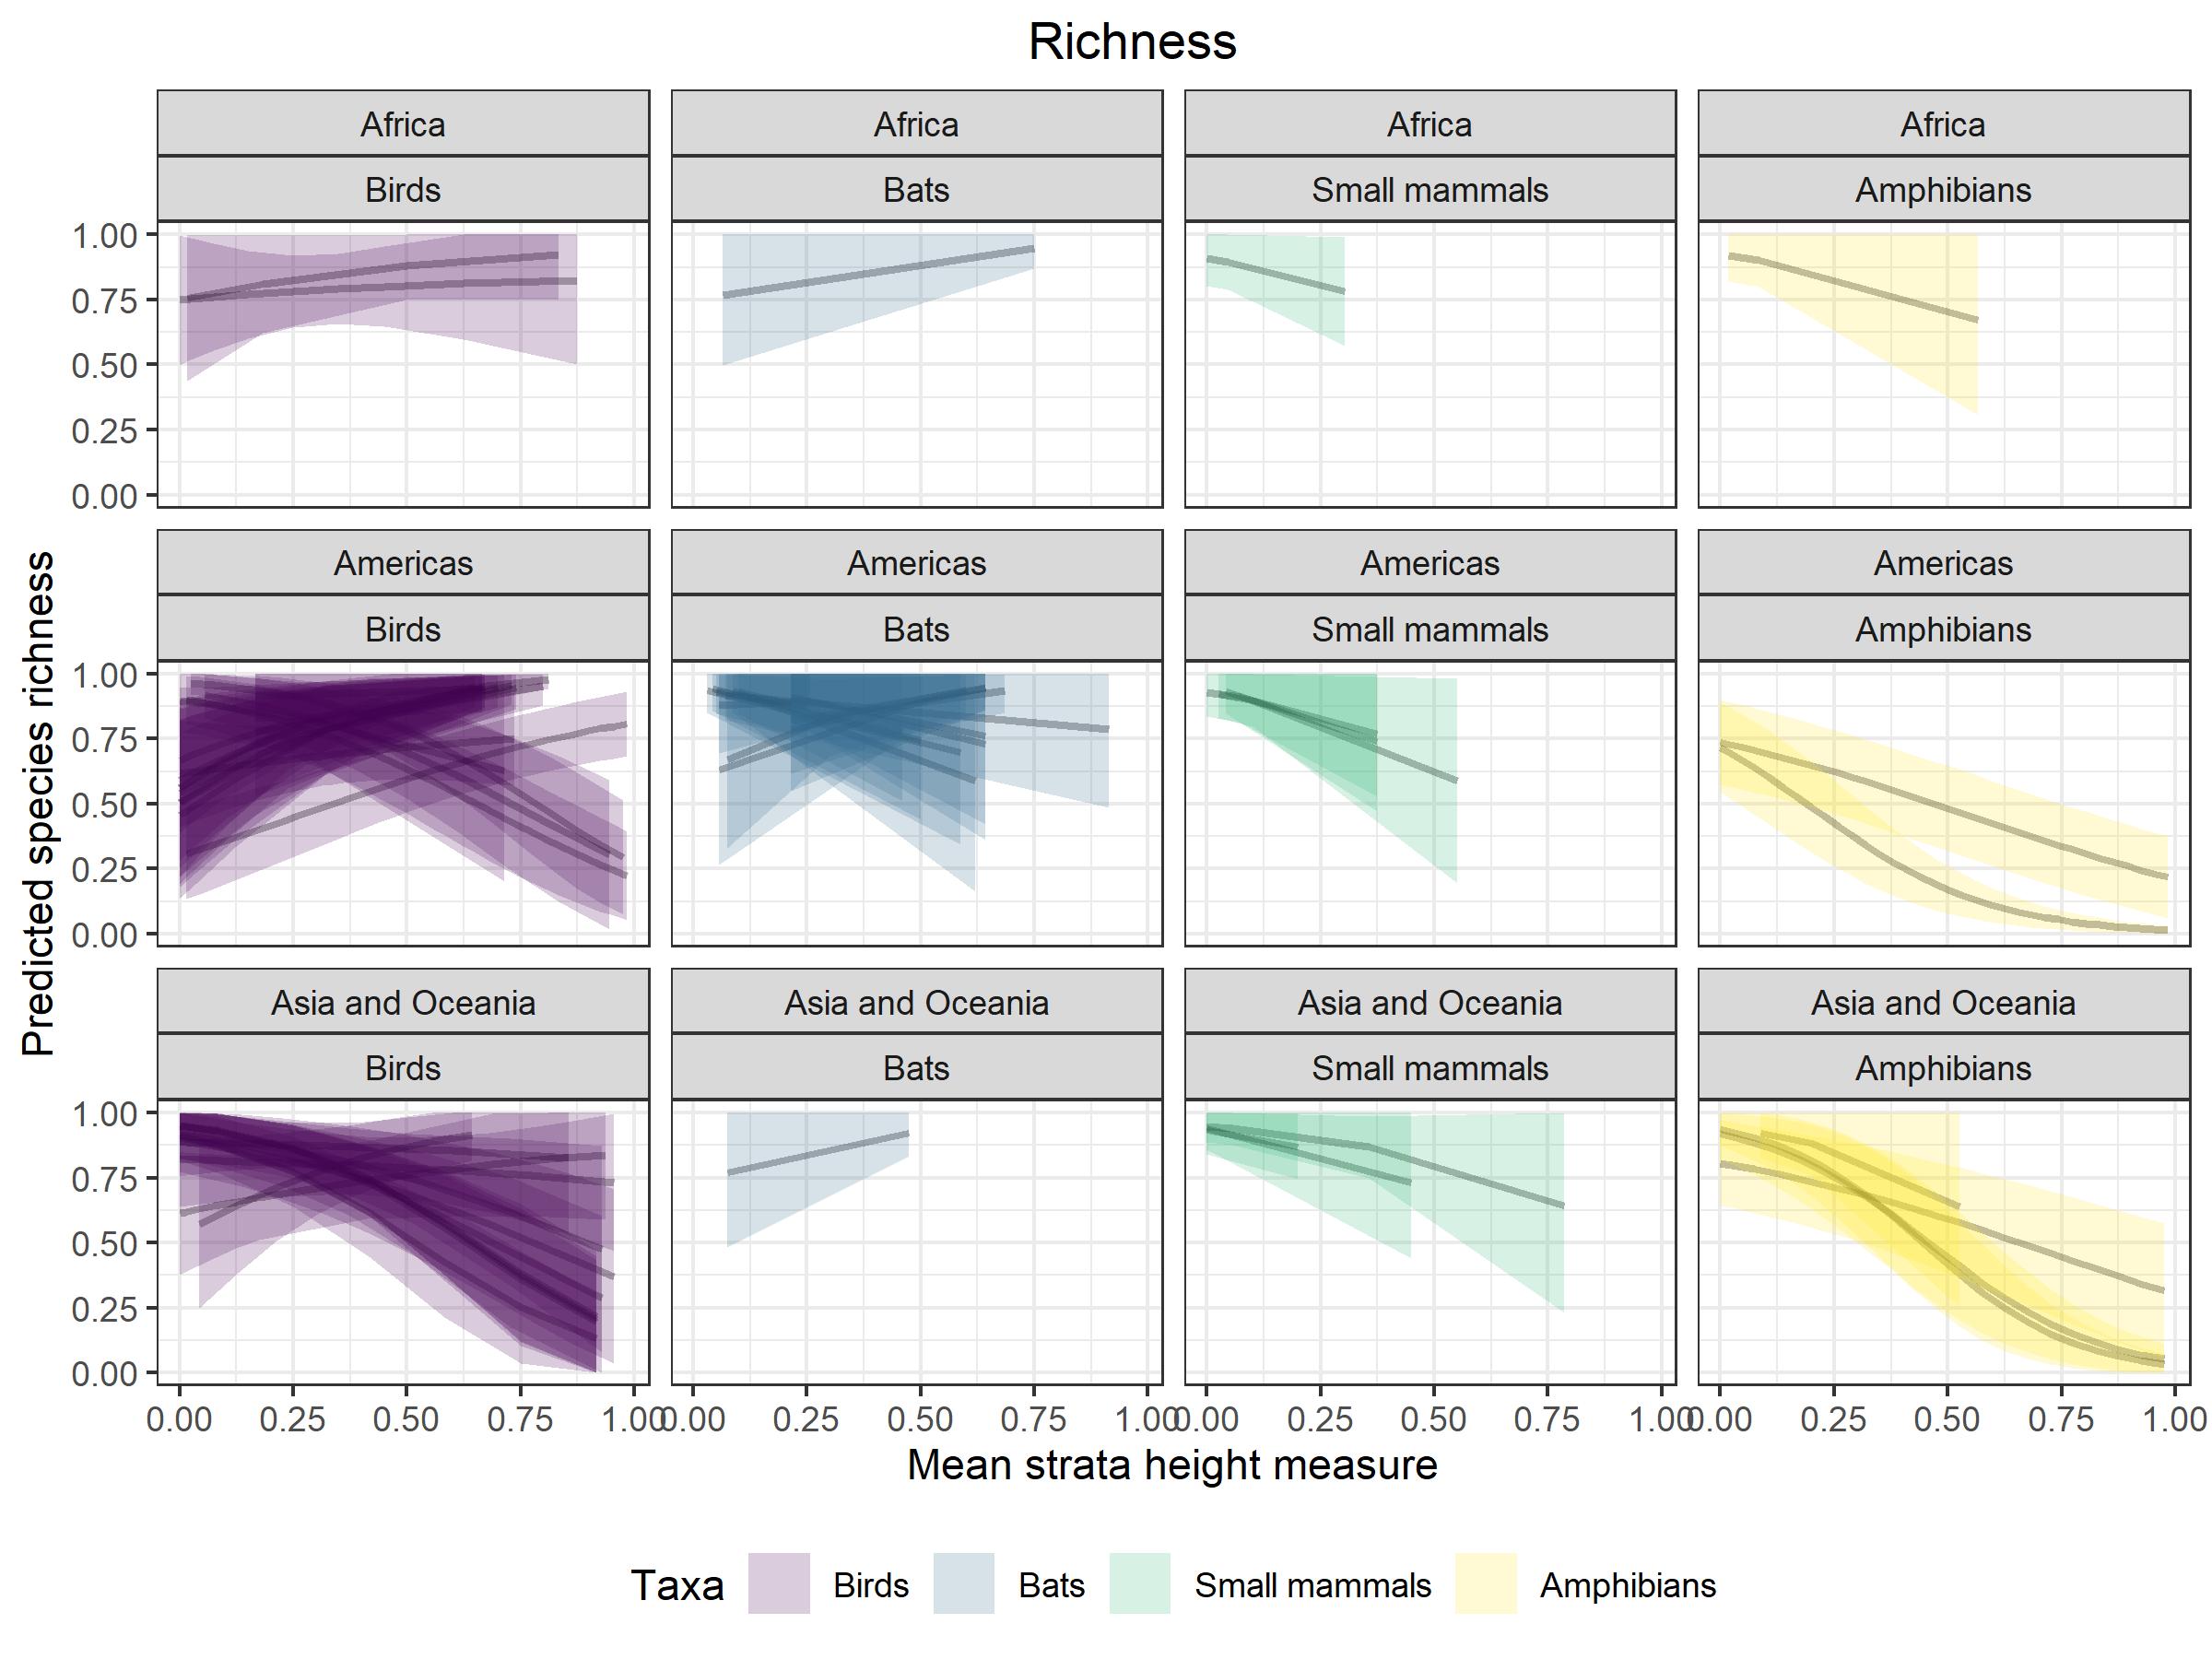 Richness
Africa Africa Africa Africa
Birds Bats Small mammals Amphibians
1.00
0.75
0.50
0.25
0.00
Americas Americas Americas Americas
Birds Bats Small mammals Amphibians
1.00
0.75
0.50
0.25
0.00
Predicted species richness
Asia and Oceania Asia and Oceania Asia and Oceania Asia and Oceania
Birds Bats Small mammals Amphibians
1.00
0.75
0.50
0.25
0.00
0.00 0.25 0.50 0.75 1.00 0.00 0.25 0.50 0.75 1.00 0.00 0.25 0.50 0.75 1.00 0.00 0.25 0.50 0.75 1.00
Mean strata height measure
Taxa Birds Bats Small mammals Amphibians